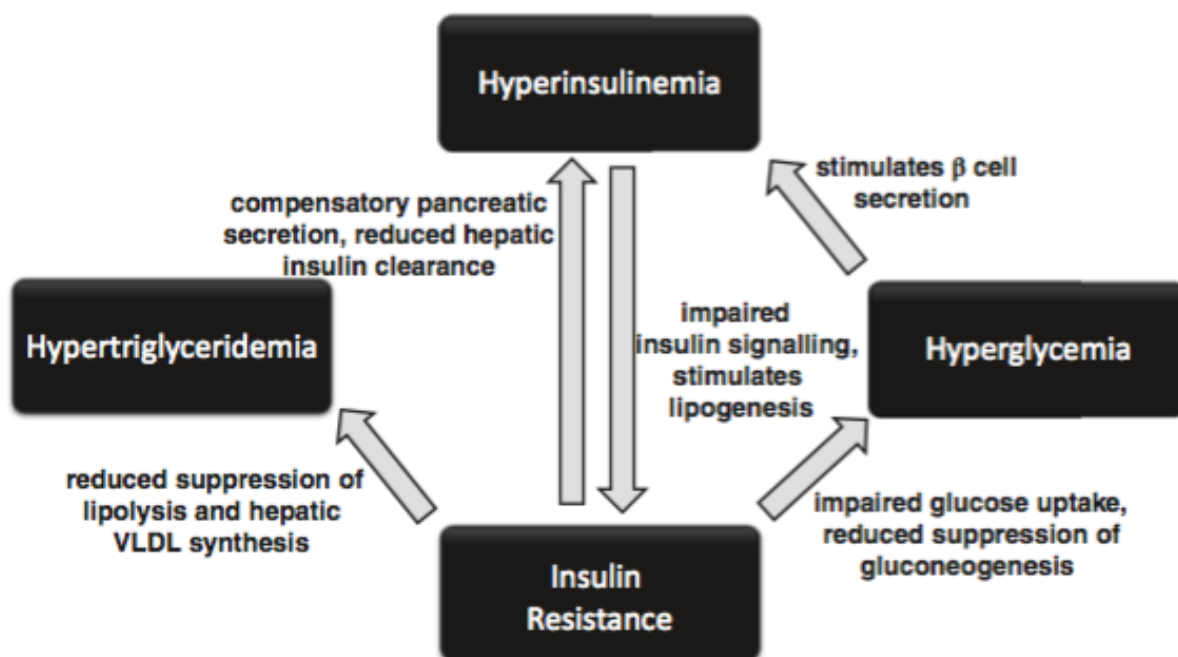 Hyperinsulinemia
stimulates β cell
secretion
compensatory pancreatic
secretion, reduced hepatic
insulin clearance
Hypertriglyceridemia
impaired
insulin signalling,
stimulates
lipogenesis
Hyperglycemia
reduced suppression of
lipolysis and hepatic
VLDL synthesis
impaired glucose uptake,
reduced suppression of
gluconeogenesis
Insulin
Resistance